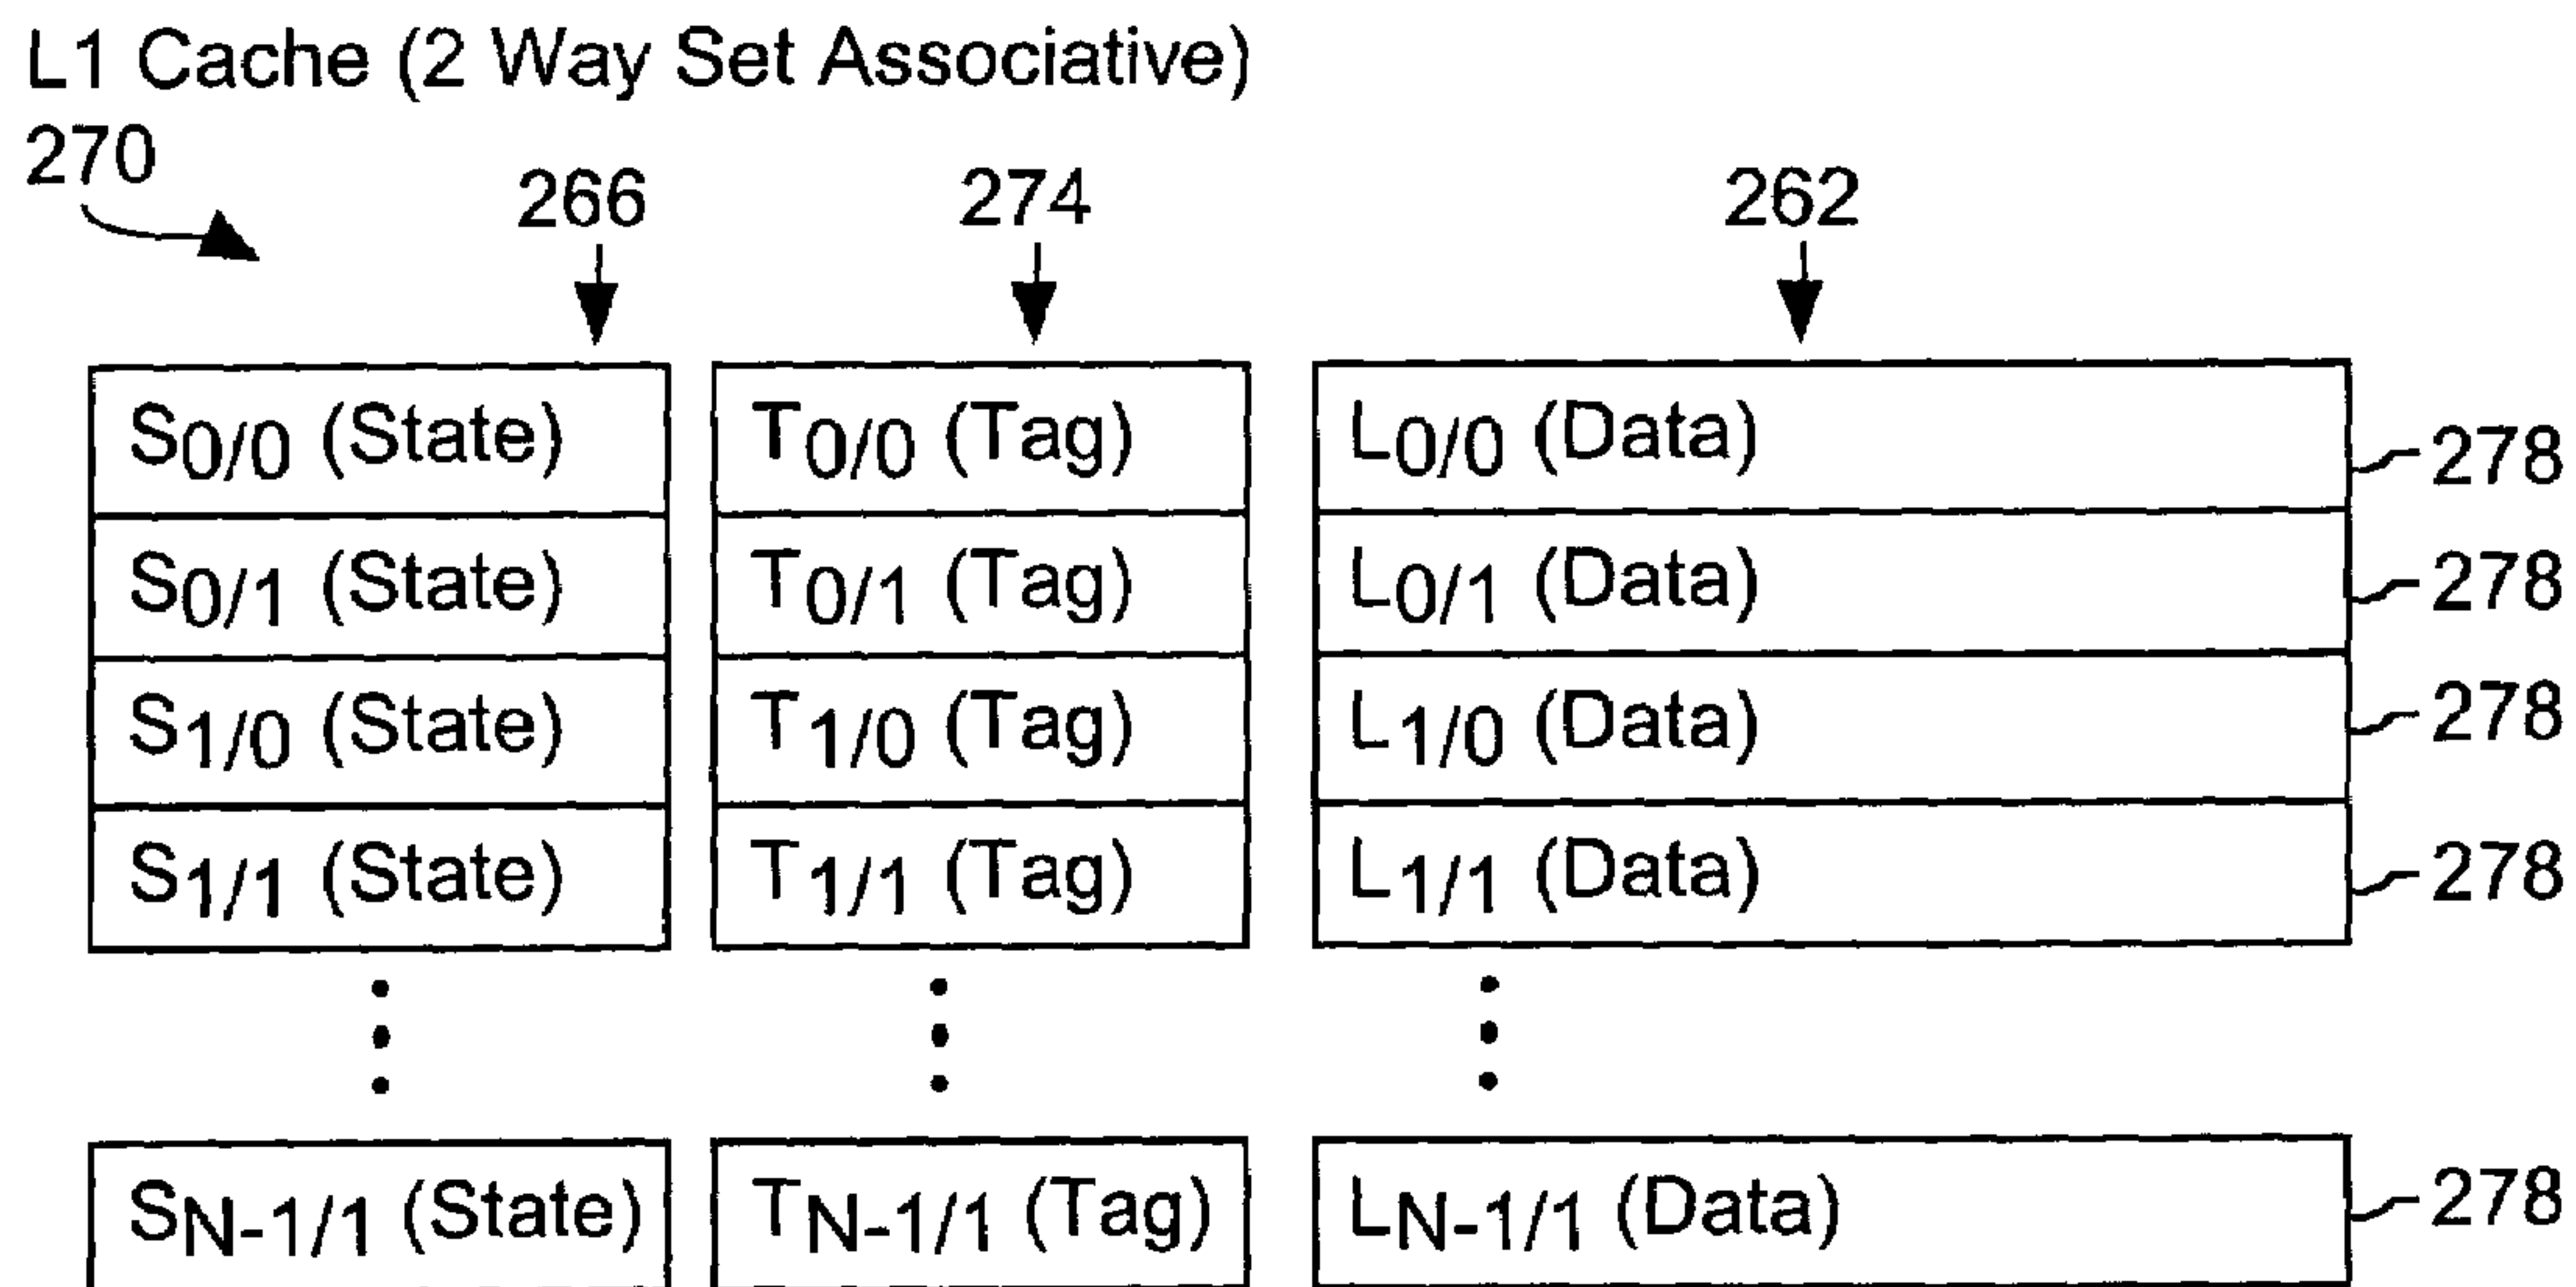 L1 Cache (2 Way Set Associative)
270
266 274 262
S0/0 (State) T0/0 (Tag) L0/0 (Data) 278
S0/1 (State) T0/1 (Tag) L0/1 (Data) 278
S1/0 (State) T1/0 (Tag) L1/0 (Data) 278
S1/1 (State) T1/1 (Tag) L1/1 (Data) 278
SN-1/1 (State) TN-1/1 (Tag) LN-1/1 (Data) 278